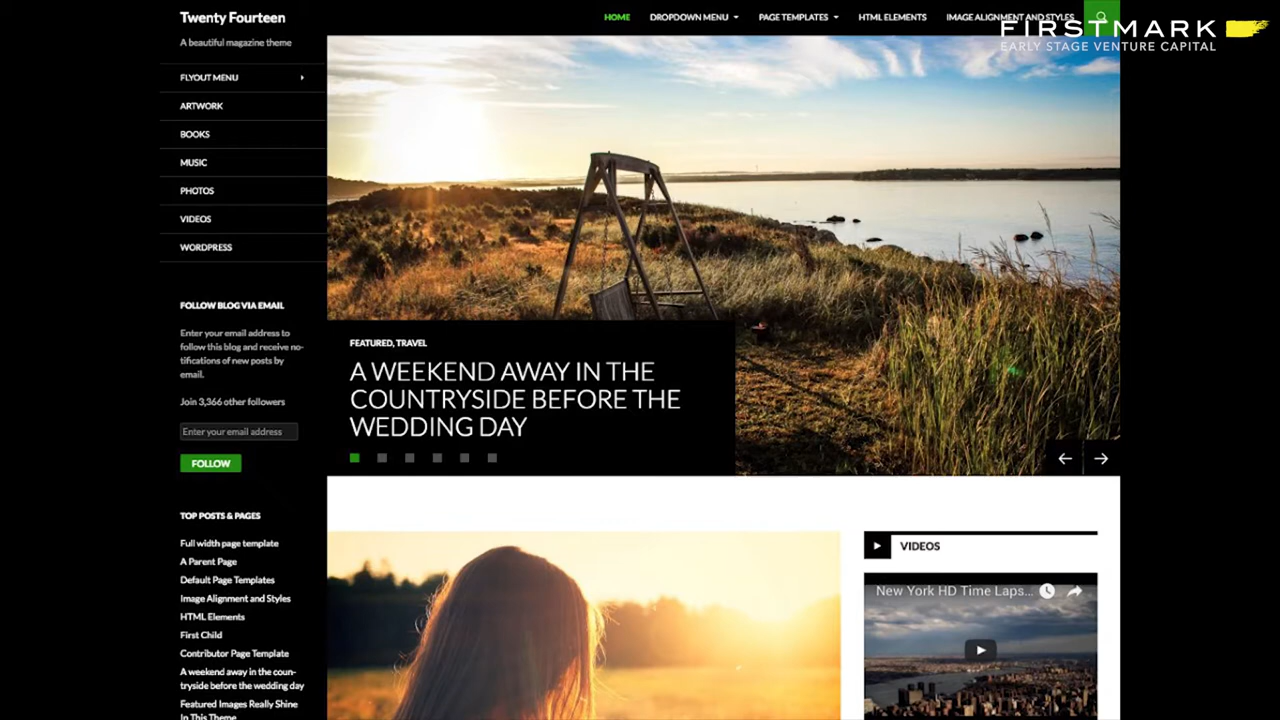 Twenty Fourteen
HOME DROPDOWN MENU PAGE TEMPLATES HTML ELEMENTS IMAGE ALIGNMENT AND STYLES
FIRSTMARK
EARLY STAGE VENTURE CAPITAL
A beautiful magazine theme
FLYOUT MENU
ARTWORK
BOOKS
MUSIC
PHOTOS
VIDEOS
WORDPRESS
FOLLOW BLOG VIA EMAIL
Enter your email address to
follow this blog and receive no-
tifications of new posts by
email.
Join 3,366 other followers
Enter your email address
FOLLOW
TOP POSTS & PAGES
Full width page template
A Parent Page
Default Page Templates
Image Alignment and Styles
HTML Elements
First Child
Contributor Page Template
A weekend away in the coun-
tryside before the wedding day
Featured Images Really Shine
In This Theme
FEATURED, TRAVEL
A WEEKEND AWAY IN THE
COUNTRYSIDE BEFORE THE
WEDDING DAY
VIDEOS
New York HD Time Laps...